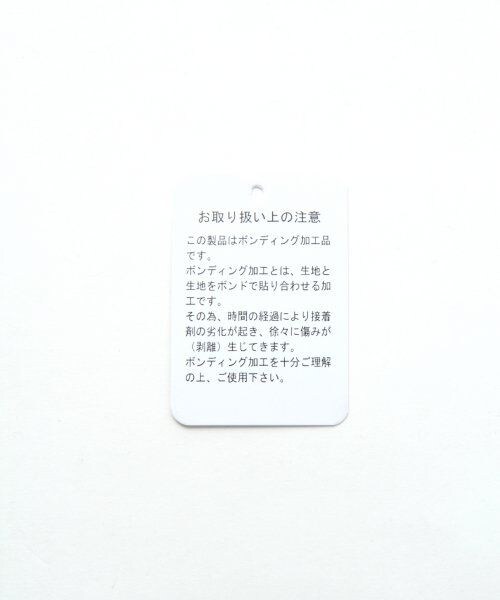 お取り扱い上の注意
この製品はボンディング加工品
です。
ボンディング加工とは、生地と
生地をボンドで貼り合わせる加
工です。
その為、時間の経過により接着
剤の劣化が起き、徐々に傷みが
（剥離）生じてきます。
ボンディング加工を十分ご理解
の上、ご使用下さい。